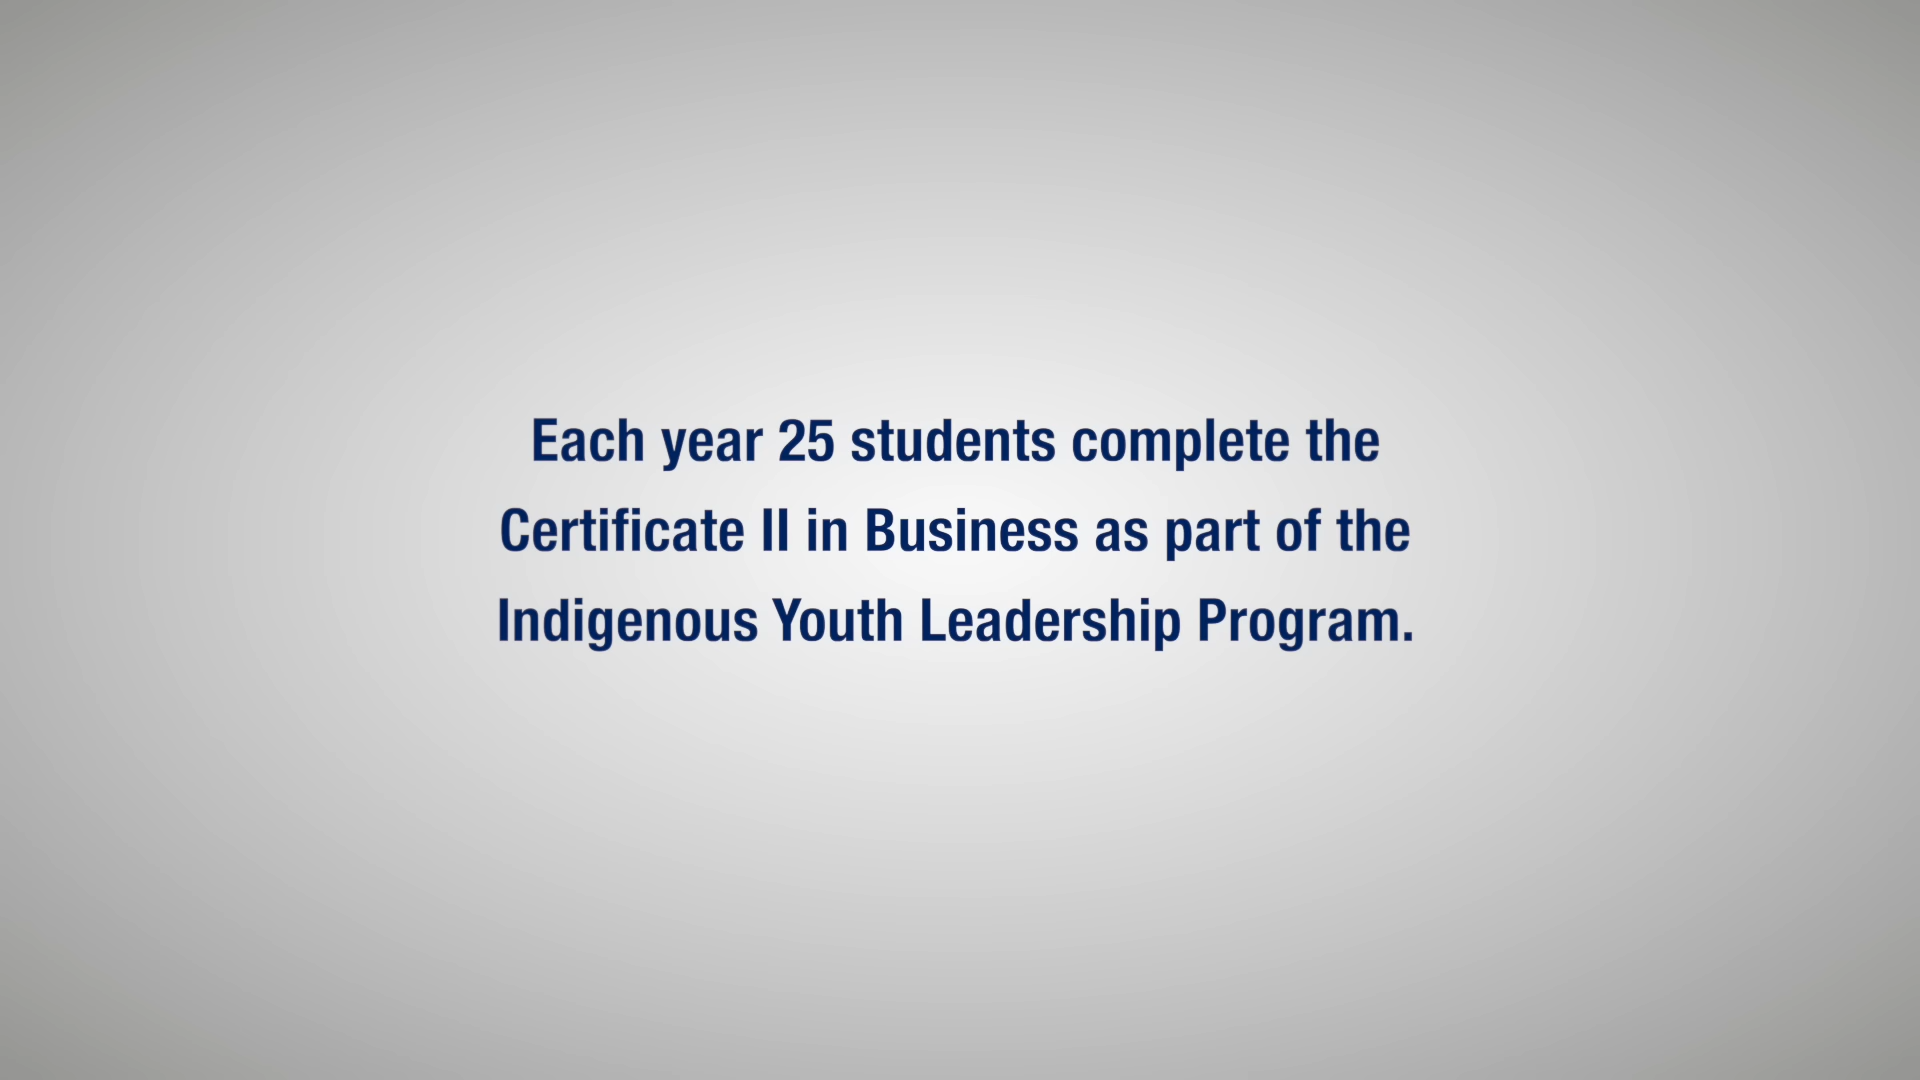 Each year 25 students complete the
Certificate II in Business as part of the
Indigenous Youth Leadership Program.